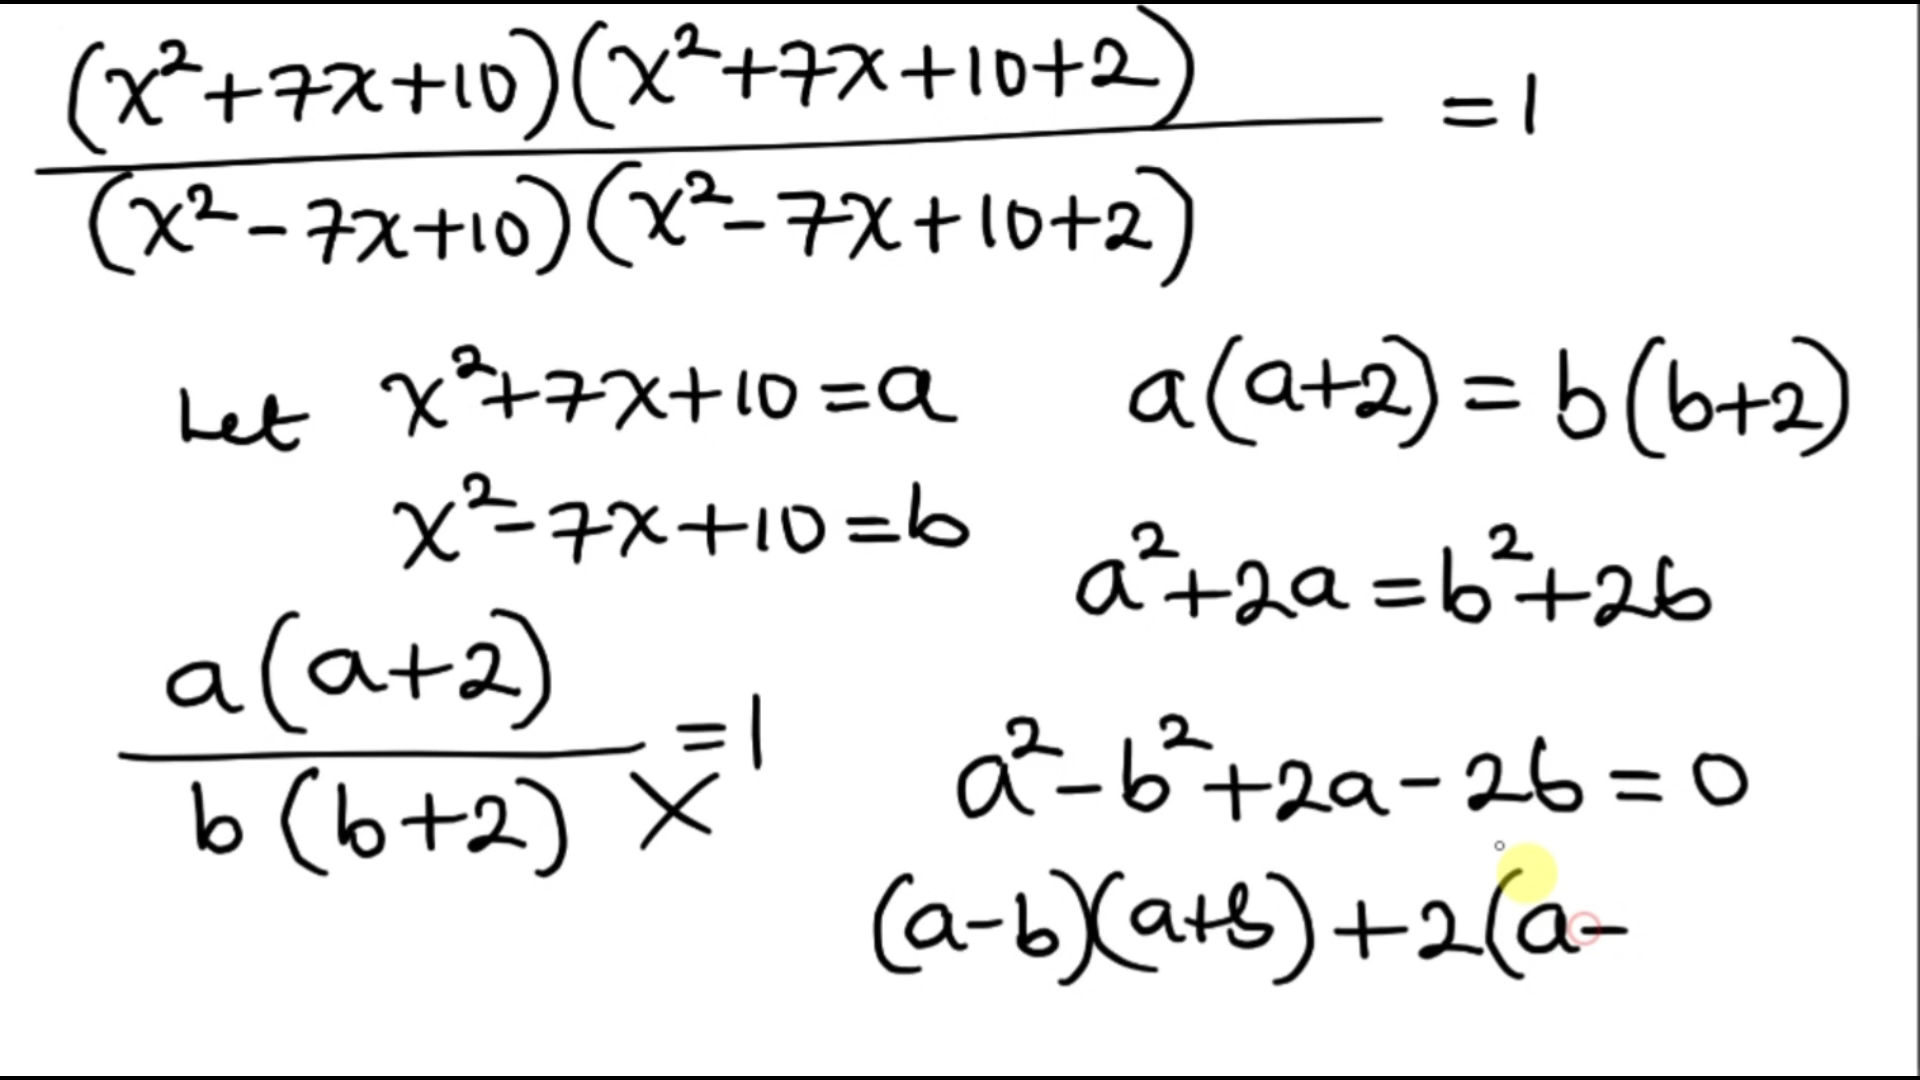 (x²+7x+10)(x²+7x+10+2)
/ (x²-7x+10)(x²-7x+10+2) = 1
Let x²+7x+10=a
x²-7x+10=b
a(a+2)
/ b(b+2) = 1
a(a+2)=b(b+2)
a²+2a=b²+2b
a²-b²+2a-2b=0
(a-b)(a+b)+2(a-